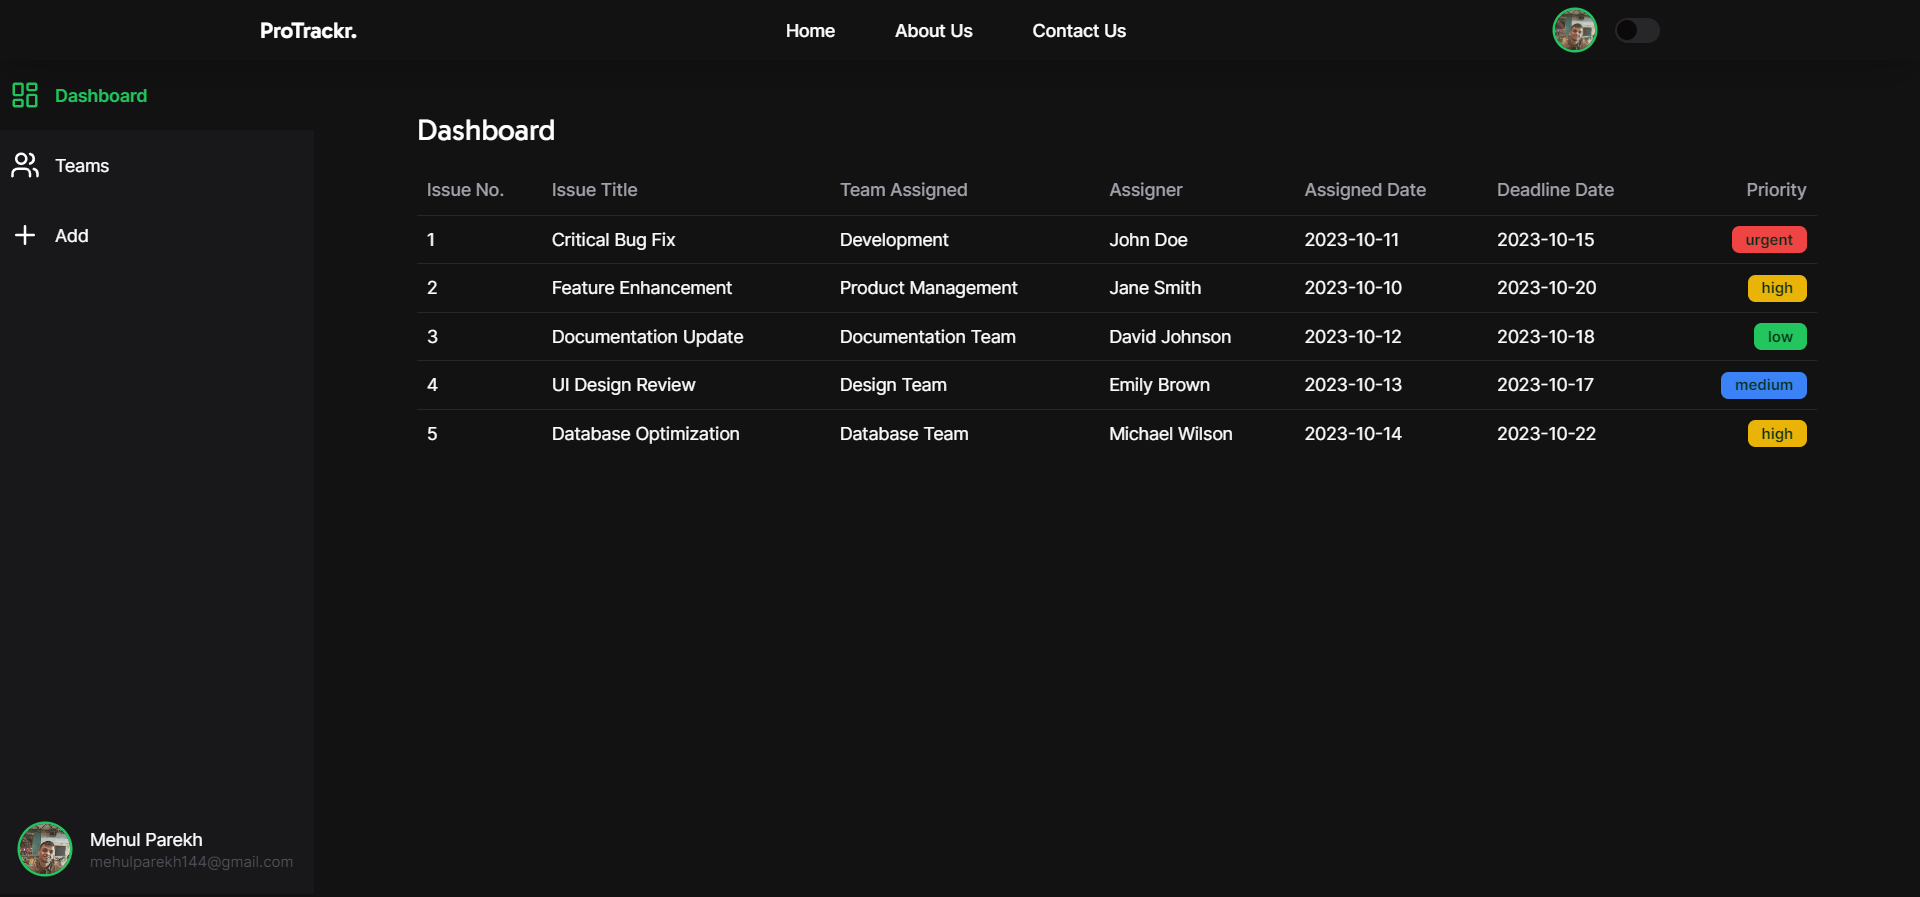 ProTrackr. Home About Us Contact Us
Dashboard
Teams
Add
Dashboard
Issue No. Issue Title Team Assigned Assigner Assigned Date Deadline Date Priority
1 Critical Bug Fix Development John Doe 2023-10-11 2023-10-15 urgent
2 Feature Enhancement Product Management Jane Smith 2023-10-10 2023-10-20 high
3 Documentation Update Documentation Team David Johnson 2023-10-12 2023-10-18 low
4 UI Design Review Design Team Emily Brown 2023-10-13 2023-10-17 medium
5 Database Optimization Database Team Michael Wilson 2023-10-14 2023-10-22 high
Mehul Parekh
mehulparekh144@gmail.com